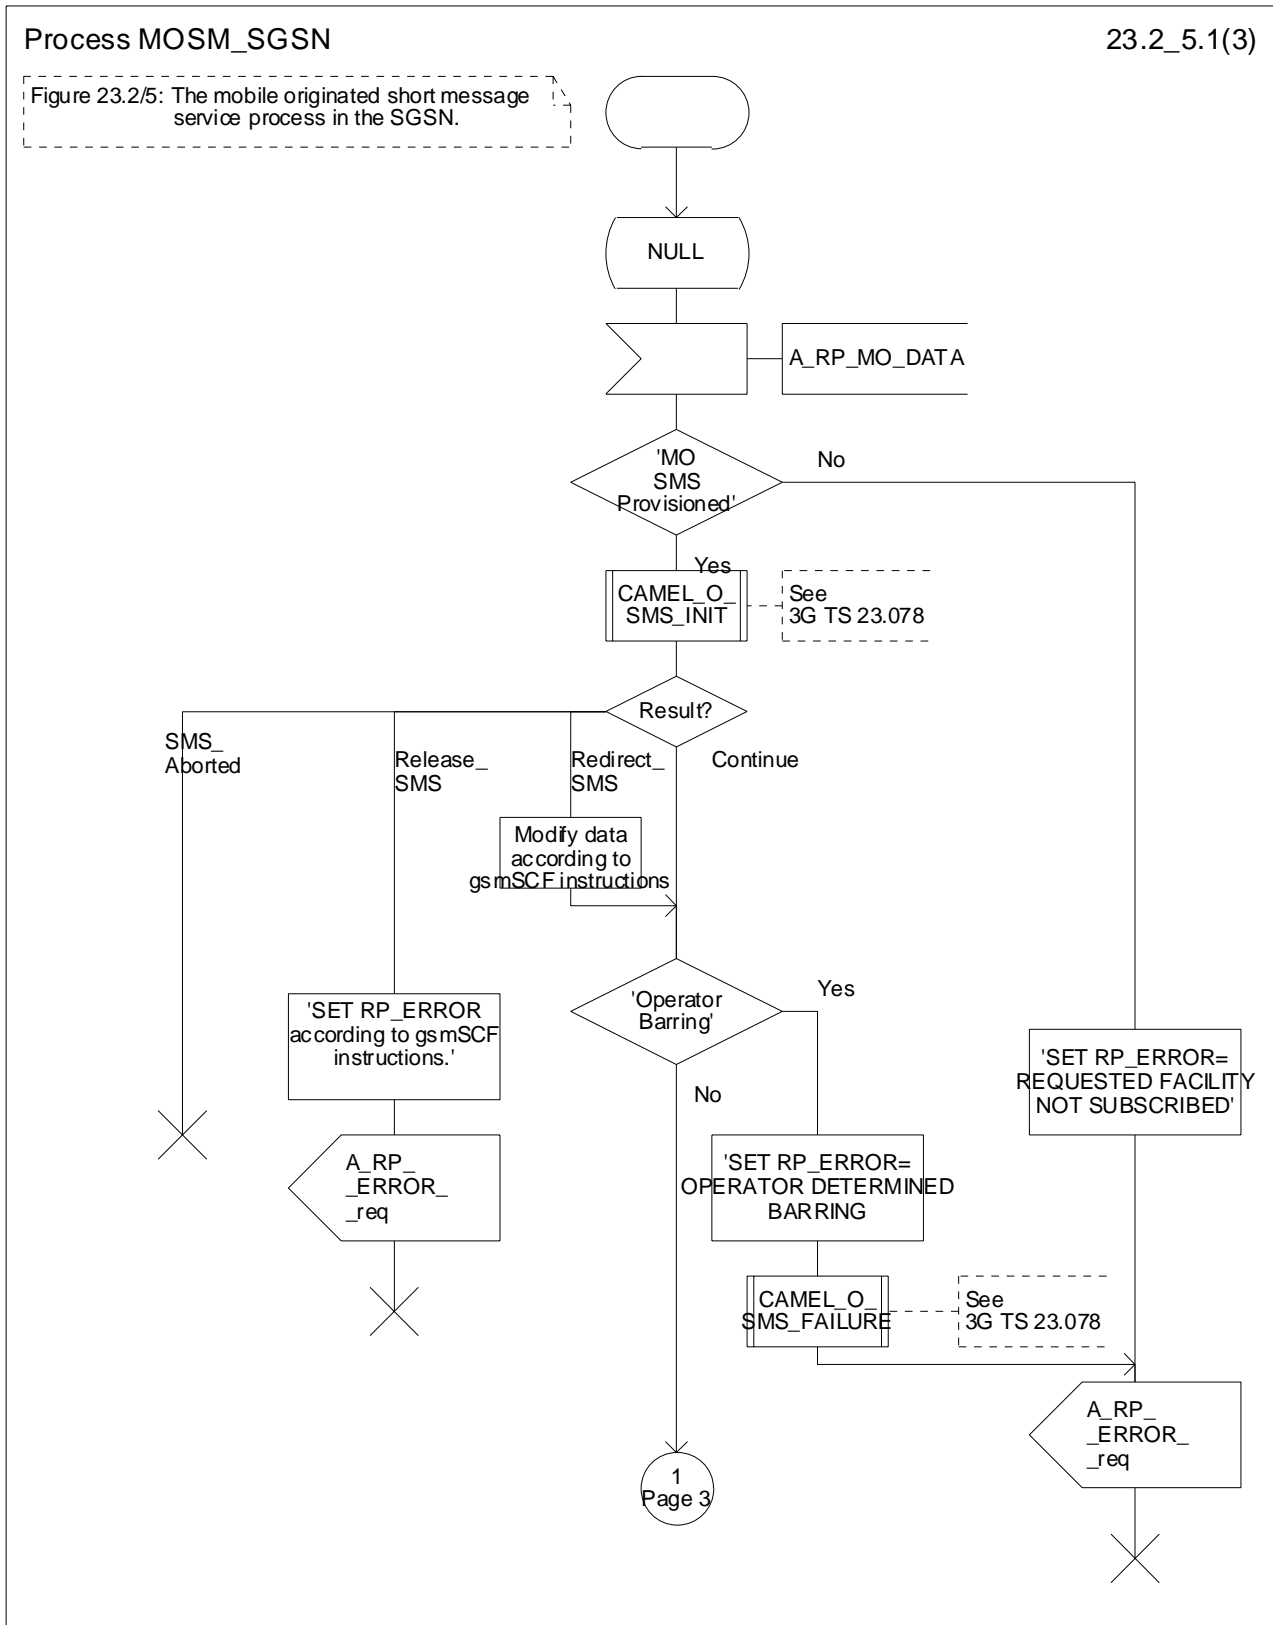 Process MOSM_SGSN
23.2_5.1(3)
Figure 23.2/5: The mobile originated short message
service process in the SGSN.
NULL
A_RP_MO_DATA
'MO
SMS
Provisioned'
No
Yes
CAMEL_O_
SMS_INIT
See
3G TS 23.078
Result?
SMS_
Aborted
Release_
SMS
Redirect_
SMS
Continue
Modify data
according to
gsmSCF instructions
'Operator
Barring'
Yes
No
'SET RP_ERROR
according to gsmSCF
instructions.'
'SET RP_ERROR=
REQUESTED FACILITY
NOT SUBSCRIBED'
A_RP_
_ERROR_
_req
'SET RP_ERROR=
OPERATOR DETERMINED
BARRING
CAMEL_O_
SMS_FAILURE
See
3G TS 23.078
A_RP_
_ERROR_
_req
1
Page 3